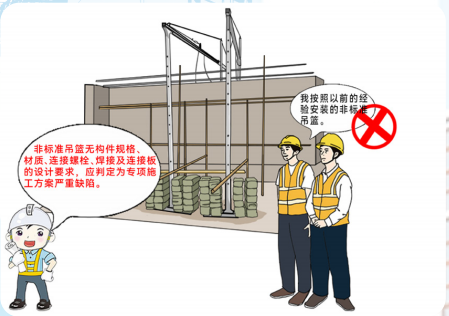 我按照以前的经
验安装的非标准
吊篮。
非标准吊篮无构件规格、
材质、连接螺栓、焊接及连接板
的设计要求，应判定为专项施
工方案严重缺陷。